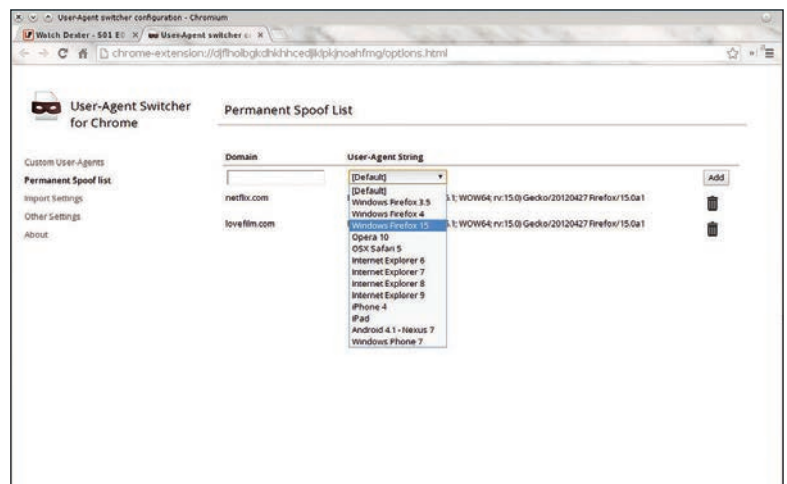 User-Agent switcher configuration - Chromium
Watch Dexter - S01 E
User-Agent switcher c
chrome-extension://djflhoibgkdhkhhcedjiklpkjnoahfmg/options.html
User-Agent Switcher
for Chrome
Permanent Spoof List
Custom User-Agents
Permanent Spoof list
Import Settings
Other Settings
About
Domain User-Agent String
[Default] Add
netflix.com .1; WOW64; rv:15.0) Gecko/20120427 Firefox/15.0a1
lovefilm.com .1; WOW64; rv:15.0) Gecko/20120427 Firefox/15.0a1
[Default]
Windows Firefox 3.5
Windows Firefox 4
Windows Firefox 15
Opera 10
OSX Safari 5
Internet Explorer 6
Internet Explorer 7
Internet Explorer 8
Internet Explorer 9
iPhone 4
iPad
Android 4.1 - Nexus 7
Windows Phone 7